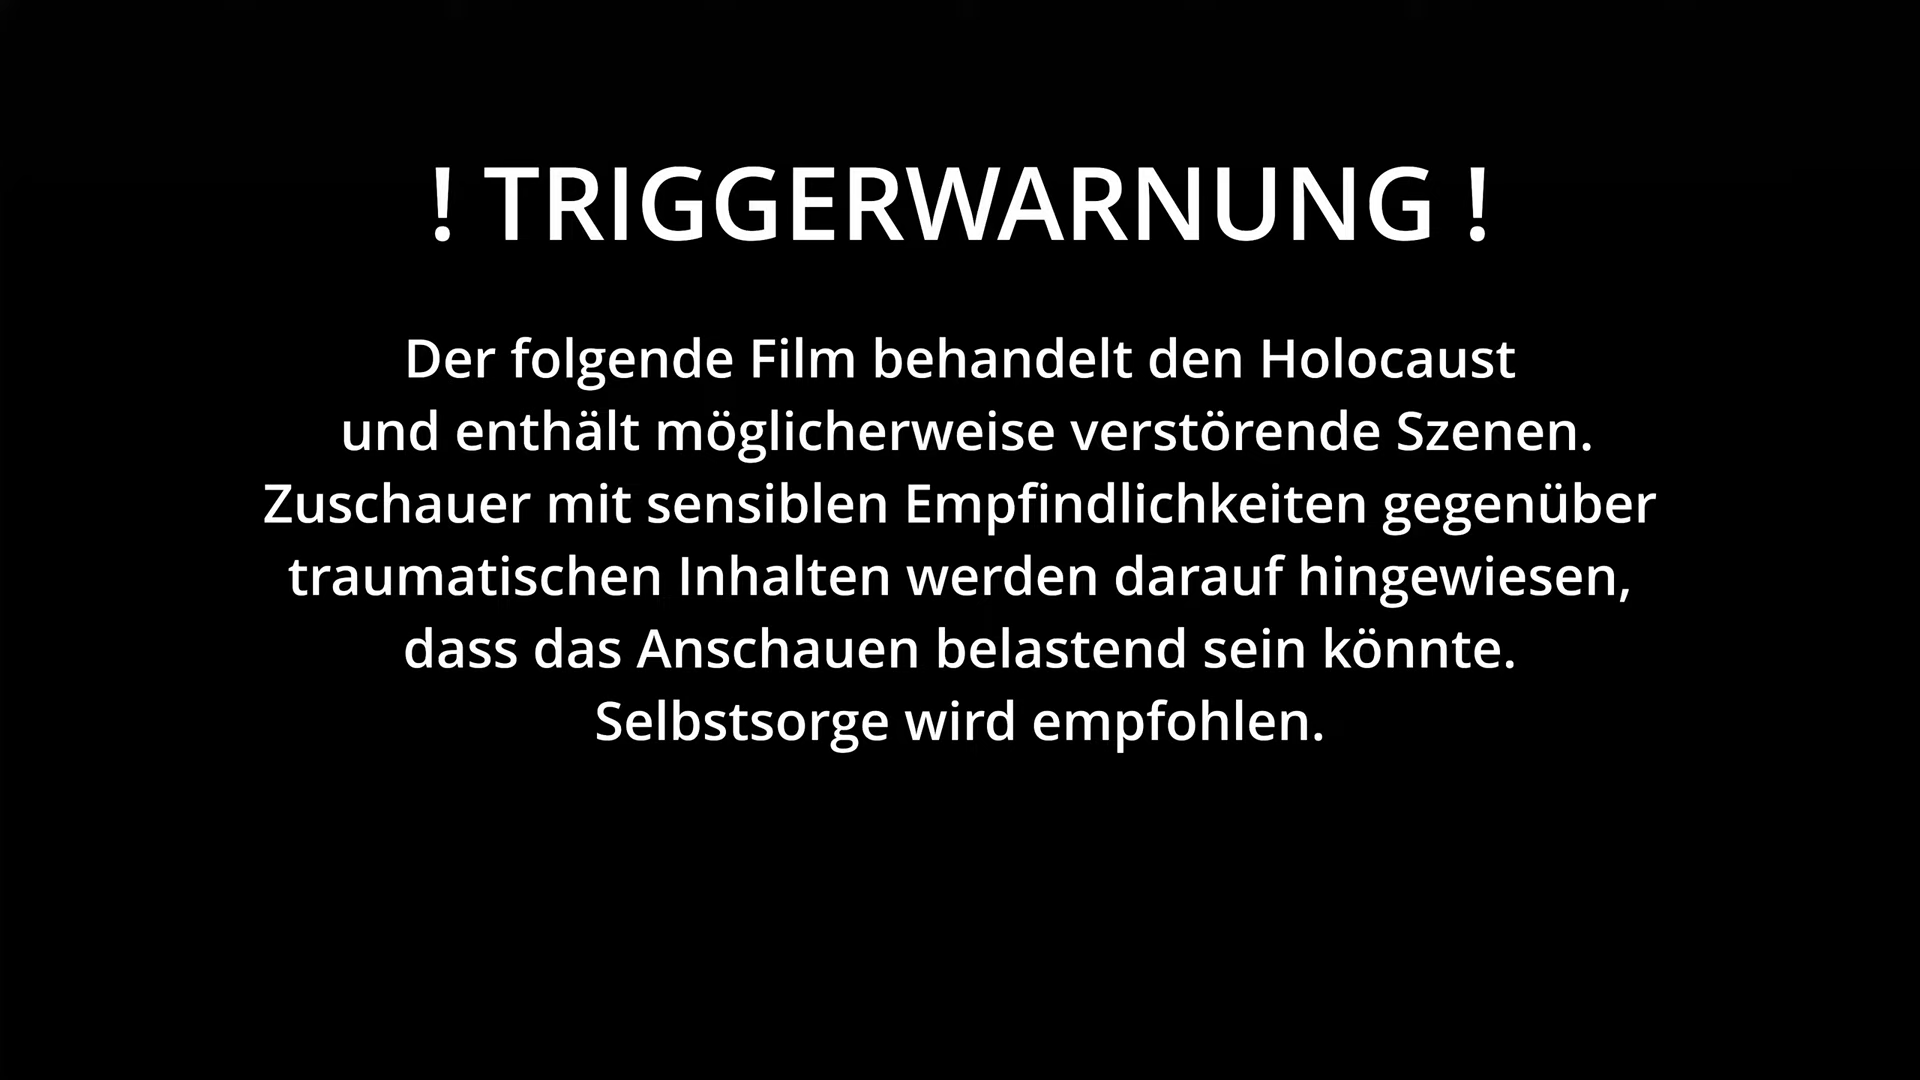 ! TRIGGERWARNUNG !
Der folgende Film behandelt den Holocaust
und enthält möglicherweise verstörende Szenen.
Zuschauer mit sensiblen Empfindlichkeiten gegenüber
traumatischen Inhalten werden darauf hingewiesen,
dass das Anschauen belastend sein könnte.
Selbstsorge wird empfohlen.